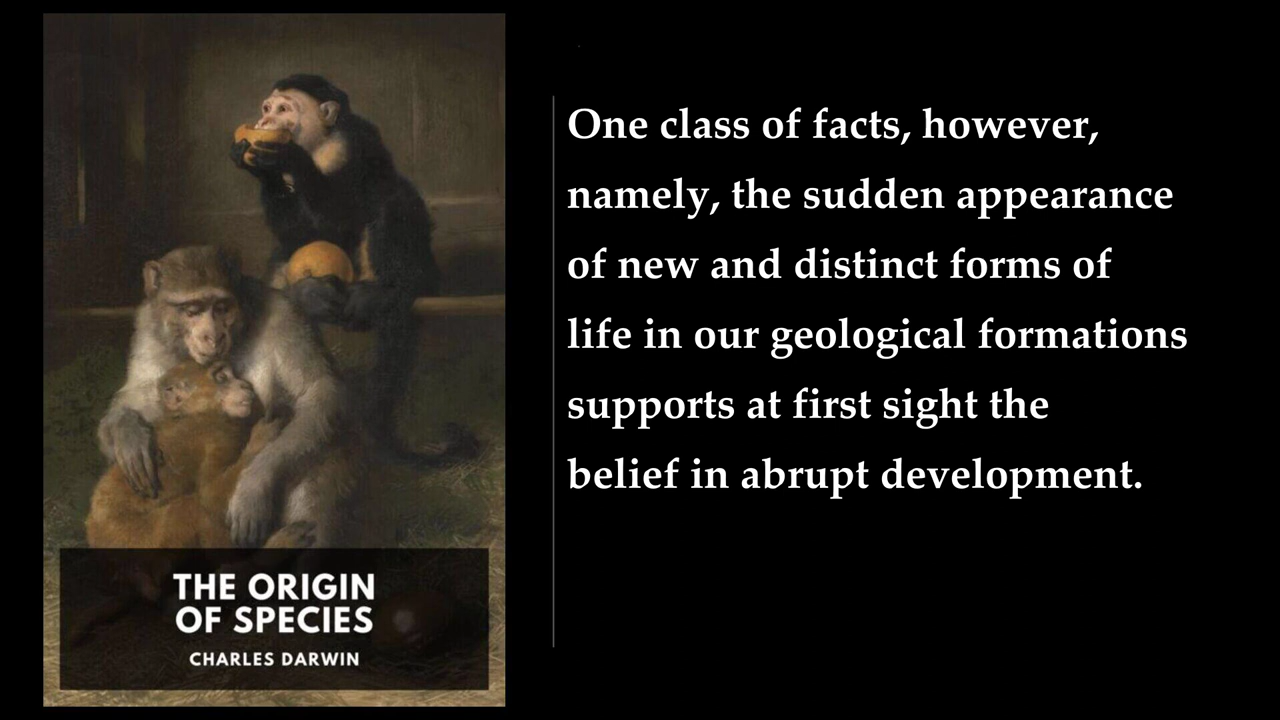 One class of facts, however,
namely, the sudden appearance
of new and distinct forms of
life in our geological formations
supports at first sight the
belief in abrupt development.
THE ORIGIN
OF SPECIES
CHARLES DARWIN